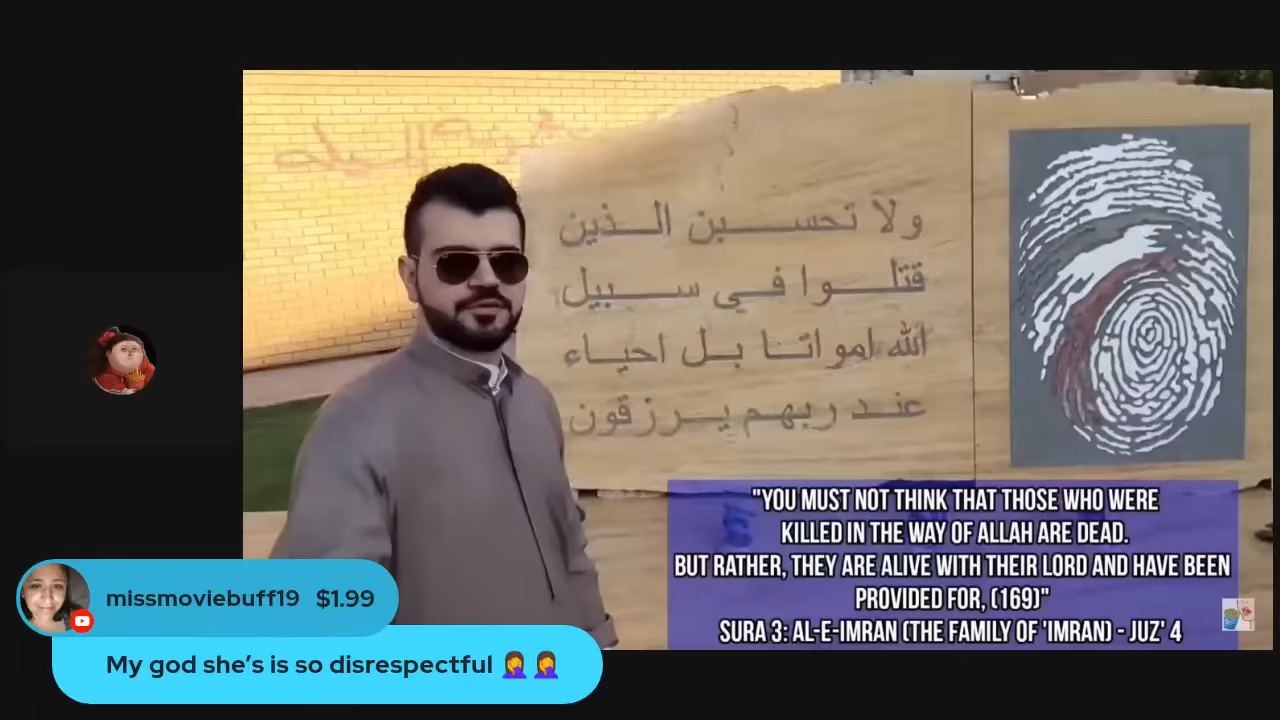 ولا تحسبن الذين
قتلوا في سبيل
الله امواتا بل احياء
عند ربهم يرزقون
"YOU MUST NOT THINK THAT THOSE WHO WERE
KILLED IN THE WAY OF ALLAH ARE DEAD.
BUT RATHER, THEY ARE ALIVE WITH THEIR LORD AND HAVE BEEN
PROVIDED FOR, (169)"
SURA 3: AL-E-IMRAN (THE FAMILY OF 'IMRAN) - JUZ' 4
missmoviebuff19 $1.99
My god she’s is so disrespectful 🤦‍♀️ 🤦‍♀️